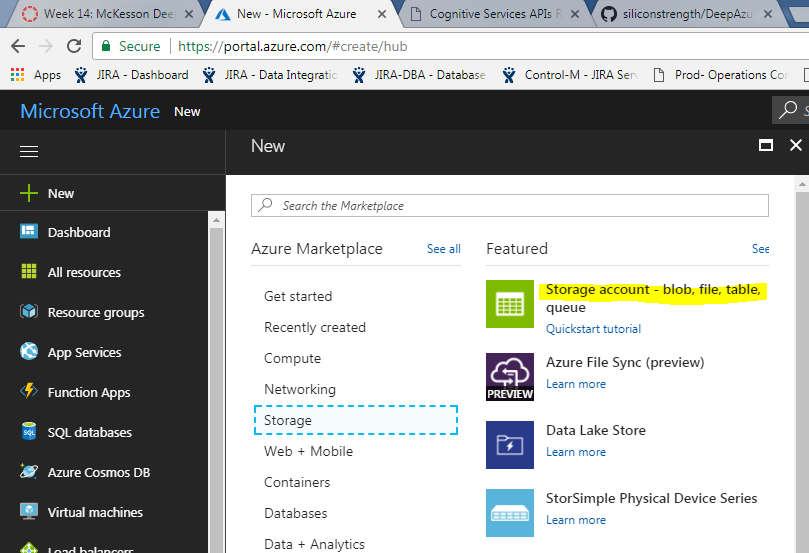 Week 14: McKesson Dee
New - Microsoft Azure
Cognitive Services APIs R
siliconstrength/DeepAzu
Secure
https://portal.azure.com/#create/hub
Apps
JIRA - Dashboard
JIRA - Data Integratio
JIRA-DBA - Database
Control-M - JIRA Serv
Prod- Operations Cor
Microsoft Azure New
New
New
Dashboard
All resources
Resource groups
App Services
Function Apps
SQL databases
Azure Cosmos DB
Virtual machines
Load balancers
Search the Marketplace
Azure Marketplace See all
Get started
Recently created
Compute
Networking
Storage
Web + Mobile
Containers
Databases
Data + Analytics
Featured See
Storage account - blob, file, table,
queue
Quickstart tutorial
Azure File Sync (preview)
PREVIEW
Learn more
Data Lake Store
Learn more
SQL
StorSimple Physical Device Series
Learn more